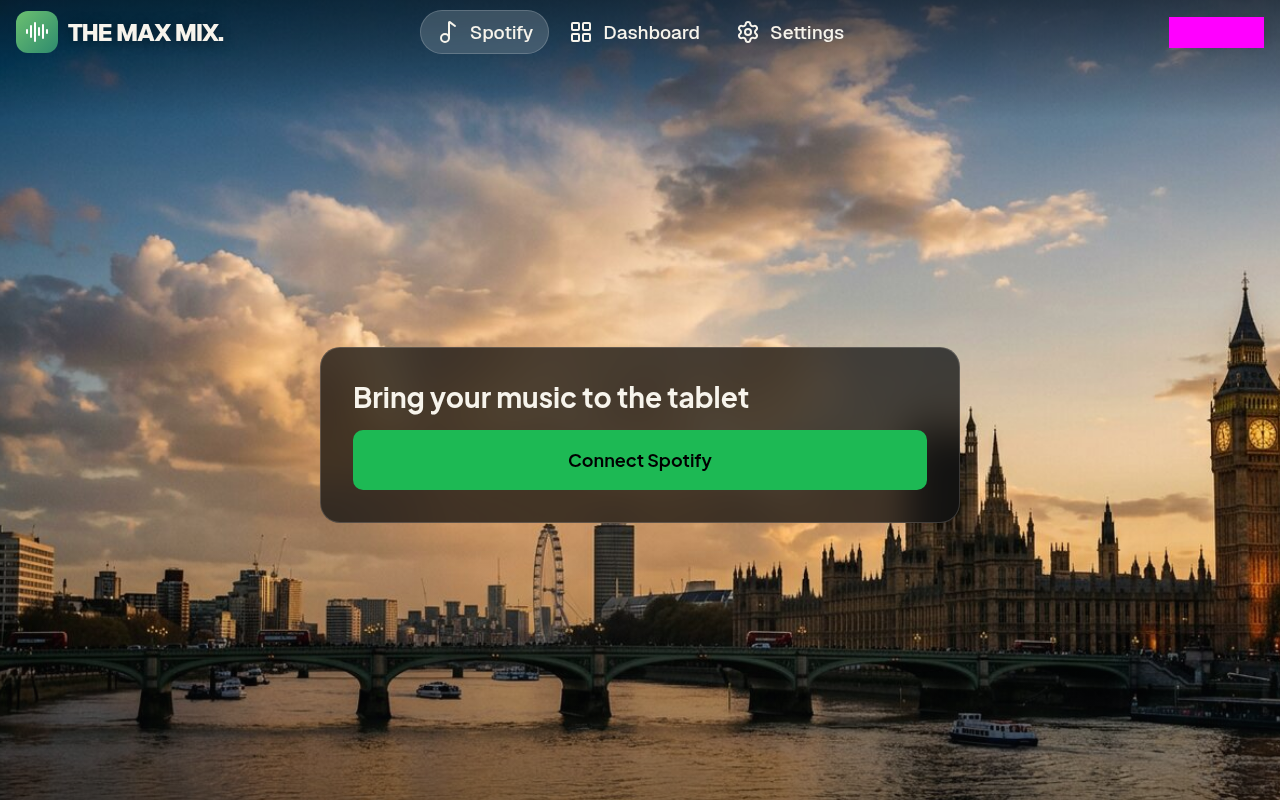 THE MAX MIX.
Spotify
Dashboard
Settings
Bring your music to the tablet
Connect Spotify